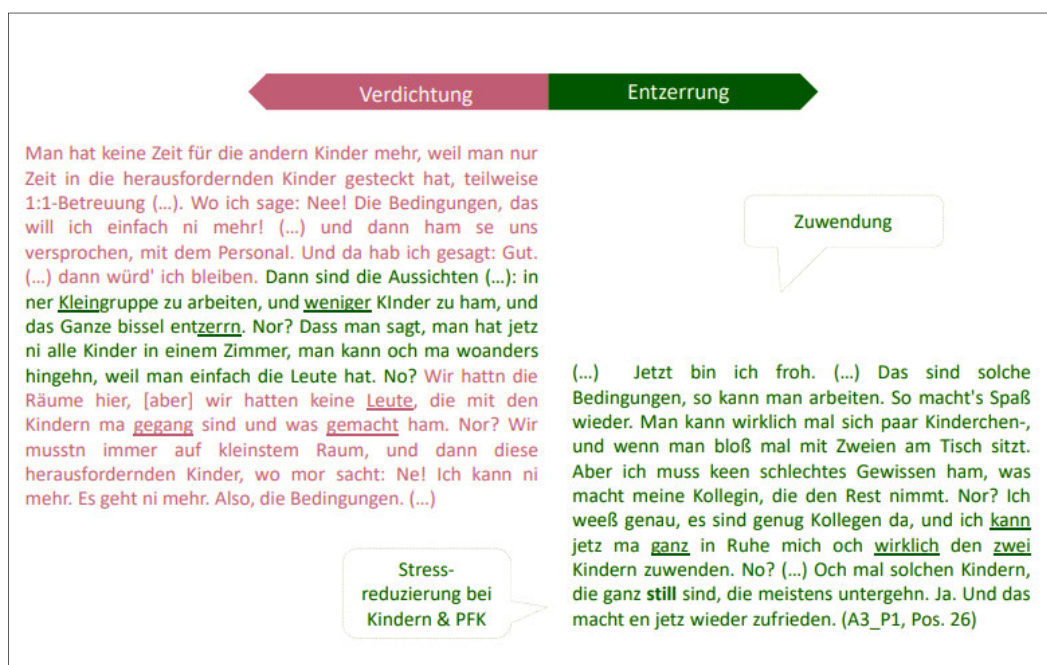 Verdichtung
Entzerrung
Man hat keine Zeit für die andern Kinder mehr, weil man nur
Zeit in die herausfordernden Kinder gesteckt hat, teilweise
1:1-Betreuung (...). Wo ich sage: Nee! Die Bedingungen, das
will ich einfach ni mehr! (...) und dann ham se uns
versprochen, mit dem Personal. Und da hab ich gesagt: Gut.
(...) dann würd' ich bleiben. Dann sind die Aussichten (...): in
ner Kleingruppe zu arbeiten, und weniger KInder zu ham, und
das Ganze bissel entzerrn. Nor? Dass man sagt, man hat jetz
ni alle Kinder in einem Zimmer, man kann och ma woanders
hingehn, weil man einfach die Leute hat. No? Wir hattn die
Räume hier, [aber] wir hatten keine Leute, die mit den
Kindern ma gegang sind und was gemacht ham. Nor? Wir
musstn immer auf kleinstem Raum, und dann diese
herausfordernden Kinder, wo mor sacht: Ne! Ich kann ni
mehr. Es geht ni mehr. Also, die Bedingungen. (...)
Stress-
reduzierung bei
Kindern & PFK
Zuwendung
(...) Jetzt bin ich froh. (...) Das sind solche
Bedingungen, so kann man arbeiten. So macht's Spaß
wieder. Man kann wirklich mal sich paar Kinderchen-,
und wenn man bloß mal mit Zweien am Tisch sitzt.
Aber ich muss keen schlechtes Gewissen ham, was
macht meine Kollegin, die den Rest nimmt. Nor? Ich
weeß genau, es sind genug Kollegen da, und ich kann
jetz ma ganz in Ruhe mich och wirklich den zwei
Kindern zuwenden. No? (...) Och mal solchen Kindern,
die ganz still sind, die meistens untergehn. Ja. Und das
macht en jetz wieder zufrieden. (A3_P1, Pos. 26)